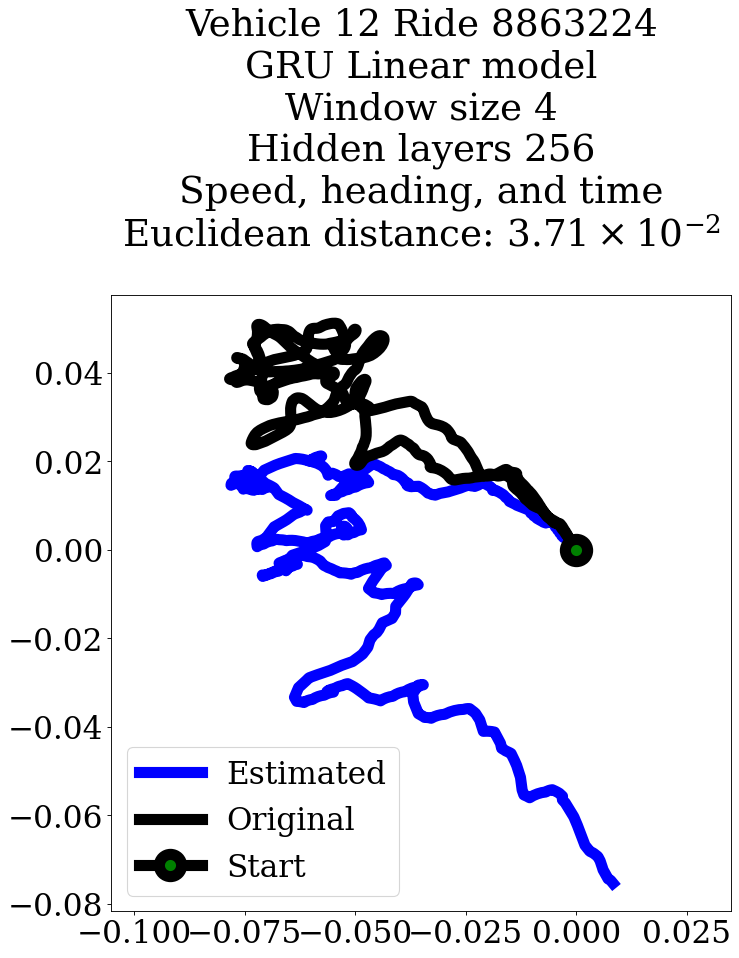 Vehicle 12 Ride 8863224
GRU Linear model
Window size 4
Hidden layers 256
Speed, heading, and time
Euclidean distance: 3.71 × 10⁻²
0.04
0.02
0.00
−0.02
−0.04
−0.06
−0.08
Estimated
Original
Start
−0.100 −0.075 −0.050 −0.025 0.000 0.025